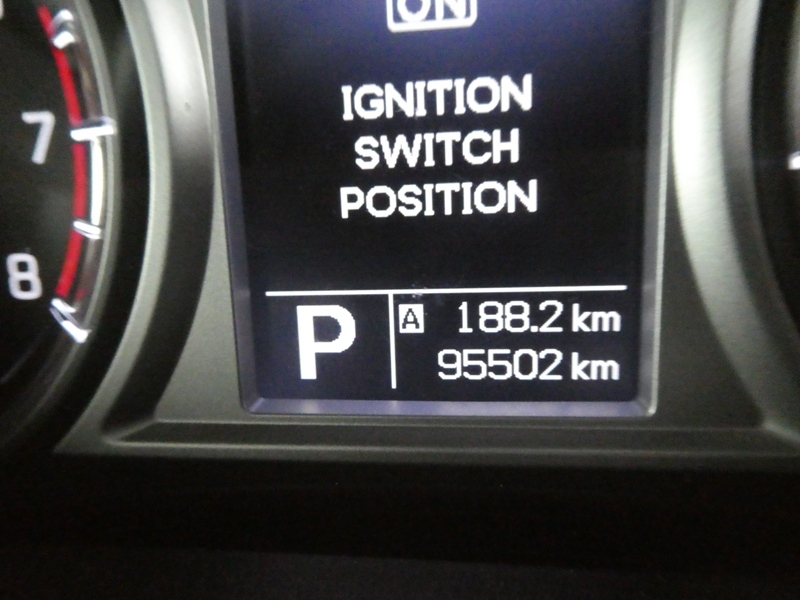 ON
IGNITION
SWITCH
POSITION
7
8
P
A 188.2 km
95502 km